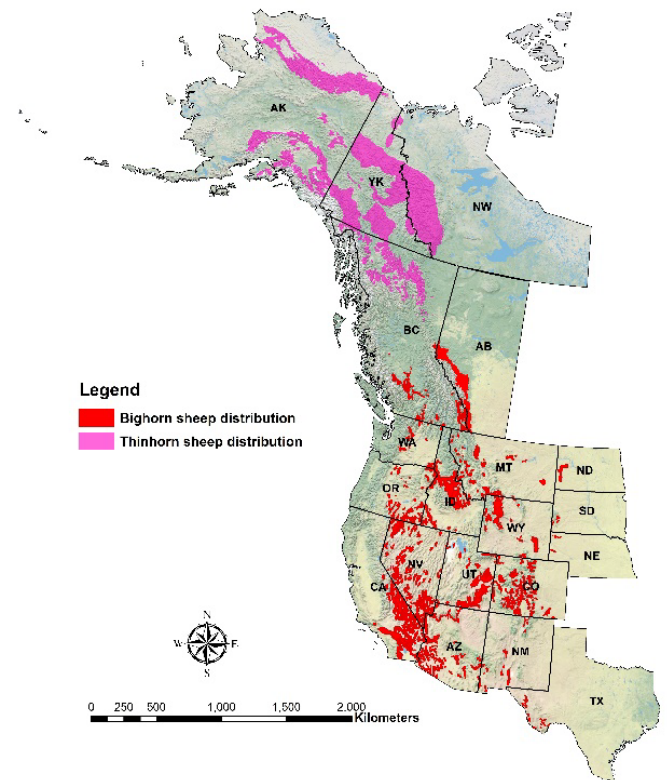 AK
YK
NW
BC
AB
Legend
Bighorn sheep distribution
Thinhorn sheep distribution
WA
MT
ND
OR
ID
SD
WY
NE
NV
UT
CO
CA
AZ
NM
TX
N
W E
S
0 250 500 1,000 1,500 2,000
Kilometers